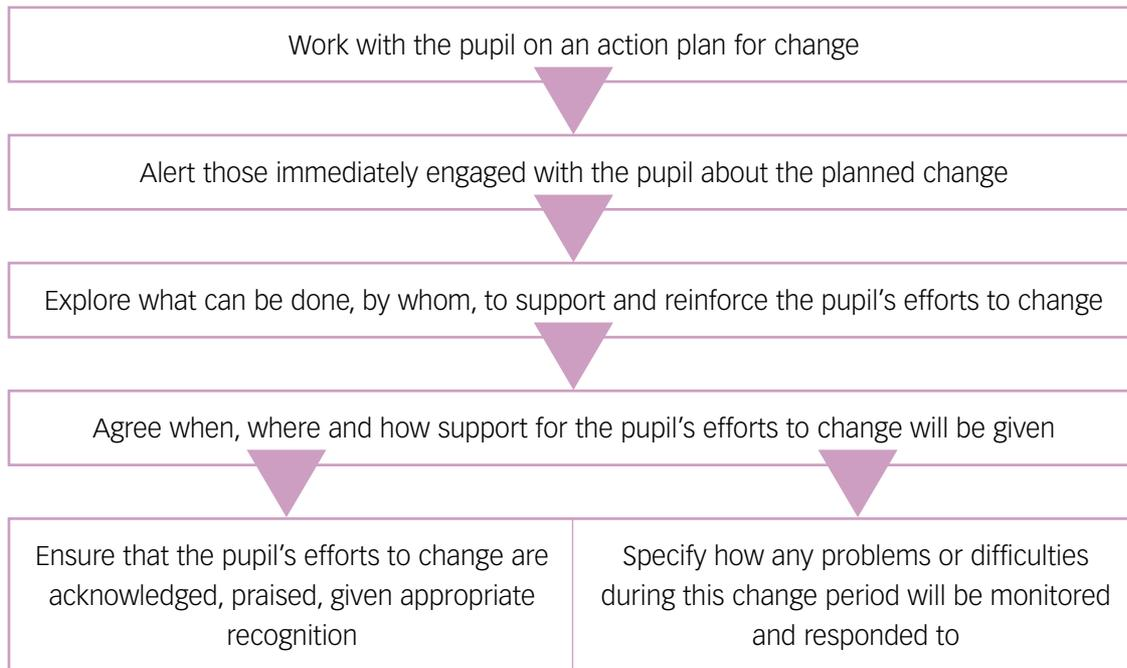 Work with the pupil on an action plan for change
Alert those immediately engaged with the pupil about the planned change
Explore what can be done, by whom, to support and reinforce the pupil’s efforts to change
Agree when, where and how support for the pupil’s efforts to change will be given
Ensure that the pupil’s efforts to change are
acknowledged, praised, given appropriate
recognition
Specify how any problems or difficulties
during this change period will be monitored
and responded to